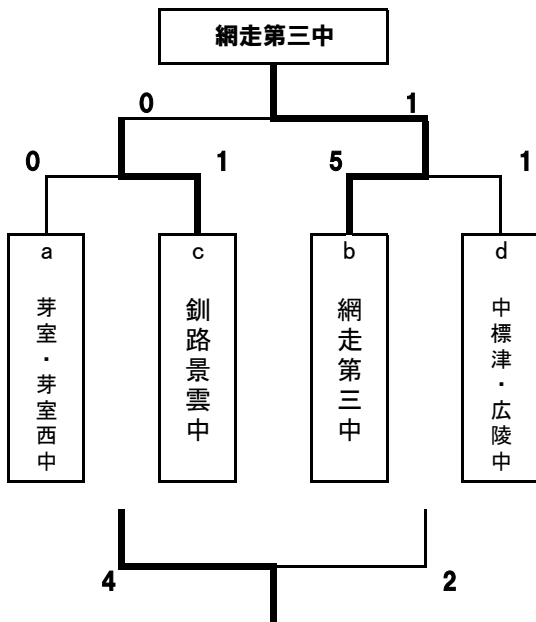 網走第三中
0 1
0 1 5 1
a c b d
芽室・芽室西中
釧路景雲中
網走第三中
中標津・広陵中
4 2